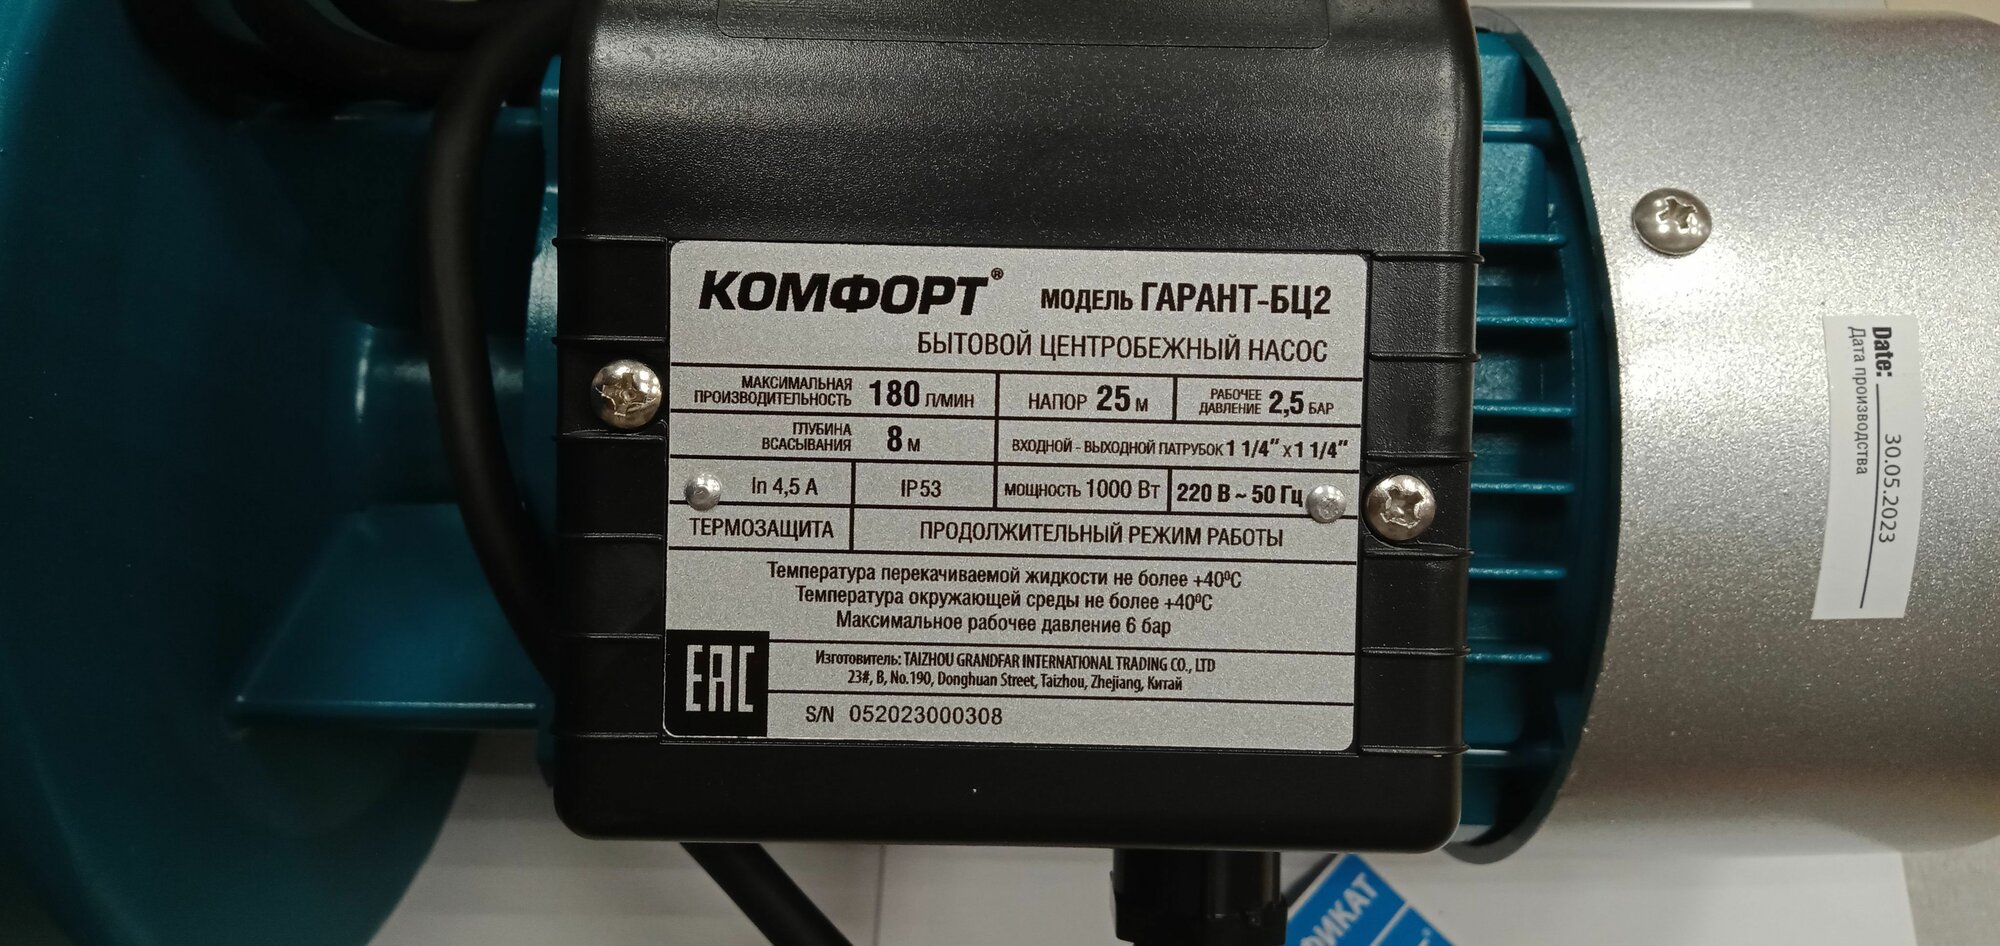 КОМФОРТ®
МОДЕЛЬ ГАРАНТ-БЦ2
БЫТОВОЙ ЦЕНТРОБЕЖНЫЙ НАСОС
МАКСИМАЛЬНАЯ
ПРОИЗВОДИТЕЛЬНОСТЬ 180 Л/МИН
НАПОР 25 М
РАБОЧЕЕ
ДАВЛЕНИЕ 2,5 БАР
ГЛУБИНА
ВСАСЫВАНИЯ 8 М
ВХОДНОЙ - ВЫХОДНОЙ ПАТРУБОК 1 1/4" х 1 1/4"
In 4,5 А
IP53
МОЩНОСТЬ 1000 Вт
220 В ~ 50 Гц
ТЕРМОЗАЩИТА
ПРОДОЛЖИТЕЛЬНЫЙ РЕЖИМ РАБОТЫ
Температура перекачиваемой жидкости не более +40ºС
Температура окружающей среды не более +40ºС
Максимальное рабочее давление 6 бар
EAC
Изготовитель: TAIZHOU GRANDFAR INTERNATIONAL TRADING CO., LTD
23#, B, No.190, Donghuan Street, Taizhou, Zhejiang, Китай
S/N 052023000308
Date: 30.05.2023
Дата производства
ФИКАТ